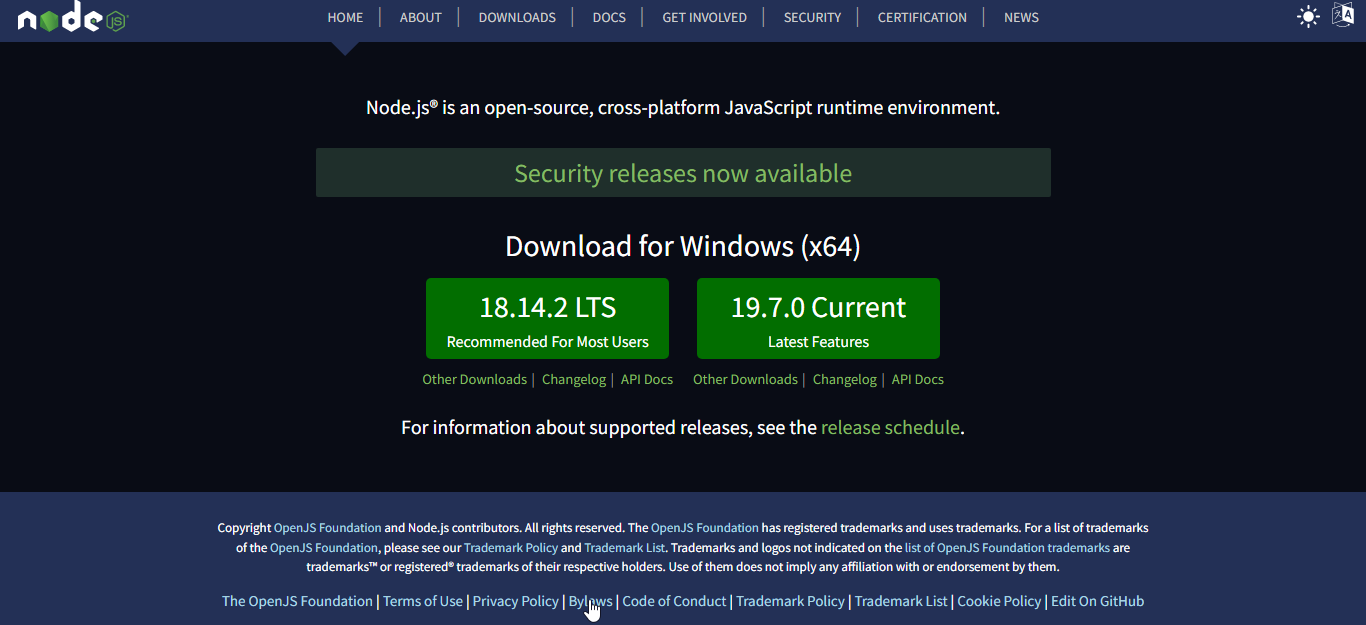 node JS
HOME | ABOUT | DOWNLOADS | DOCS | GET INVOLVED | SECURITY | CERTIFICATION | NEWS
Node.js® is an open-source, cross-platform JavaScript runtime environment.
Security releases now available
Download for Windows (x64)
18.14.2 LTS
Recommended For Most Users
19.7.0 Current
Latest Features
Other Downloads | Changelog | API Docs
Other Downloads | Changelog | API Docs
For information about supported releases, see the release schedule.
Copyright OpenJS Foundation and Node.js contributors. All rights reserved. The OpenJS Foundation has registered trademarks and uses trademarks. For a list of trademarks
of the OpenJS Foundation, please see our Trademark Policy and Trademark List. Trademarks and logos not indicated on the list of OpenJS Foundation trademarks are
trademarks™ or registered® trademarks of their respective holders. Use of them does not imply any affiliation with or endorsement by them.
The OpenJS Foundation | Terms of Use | Privacy Policy | Bylaws | Code of Conduct | Trademark Policy | Trademark List | Cookie Policy | Edit On GitHub